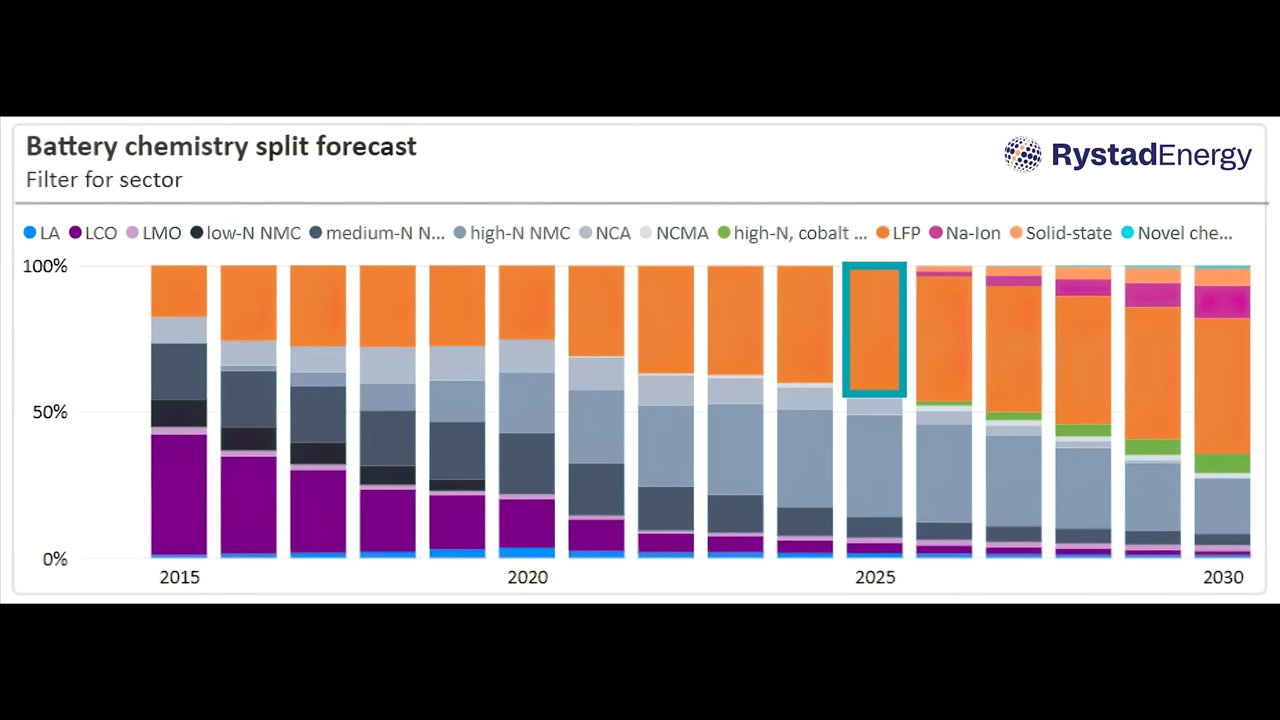 Battery chemistry split forecast
Filter for sector
RystadEnergy
LA LCO LMO low-N NMC medium-N N... high-N NMC NCA NCMA high-N, cobalt ... LFP Na-Ion Solid-state Novel che...
100%
50%
0%
2015 2020 2025 2030